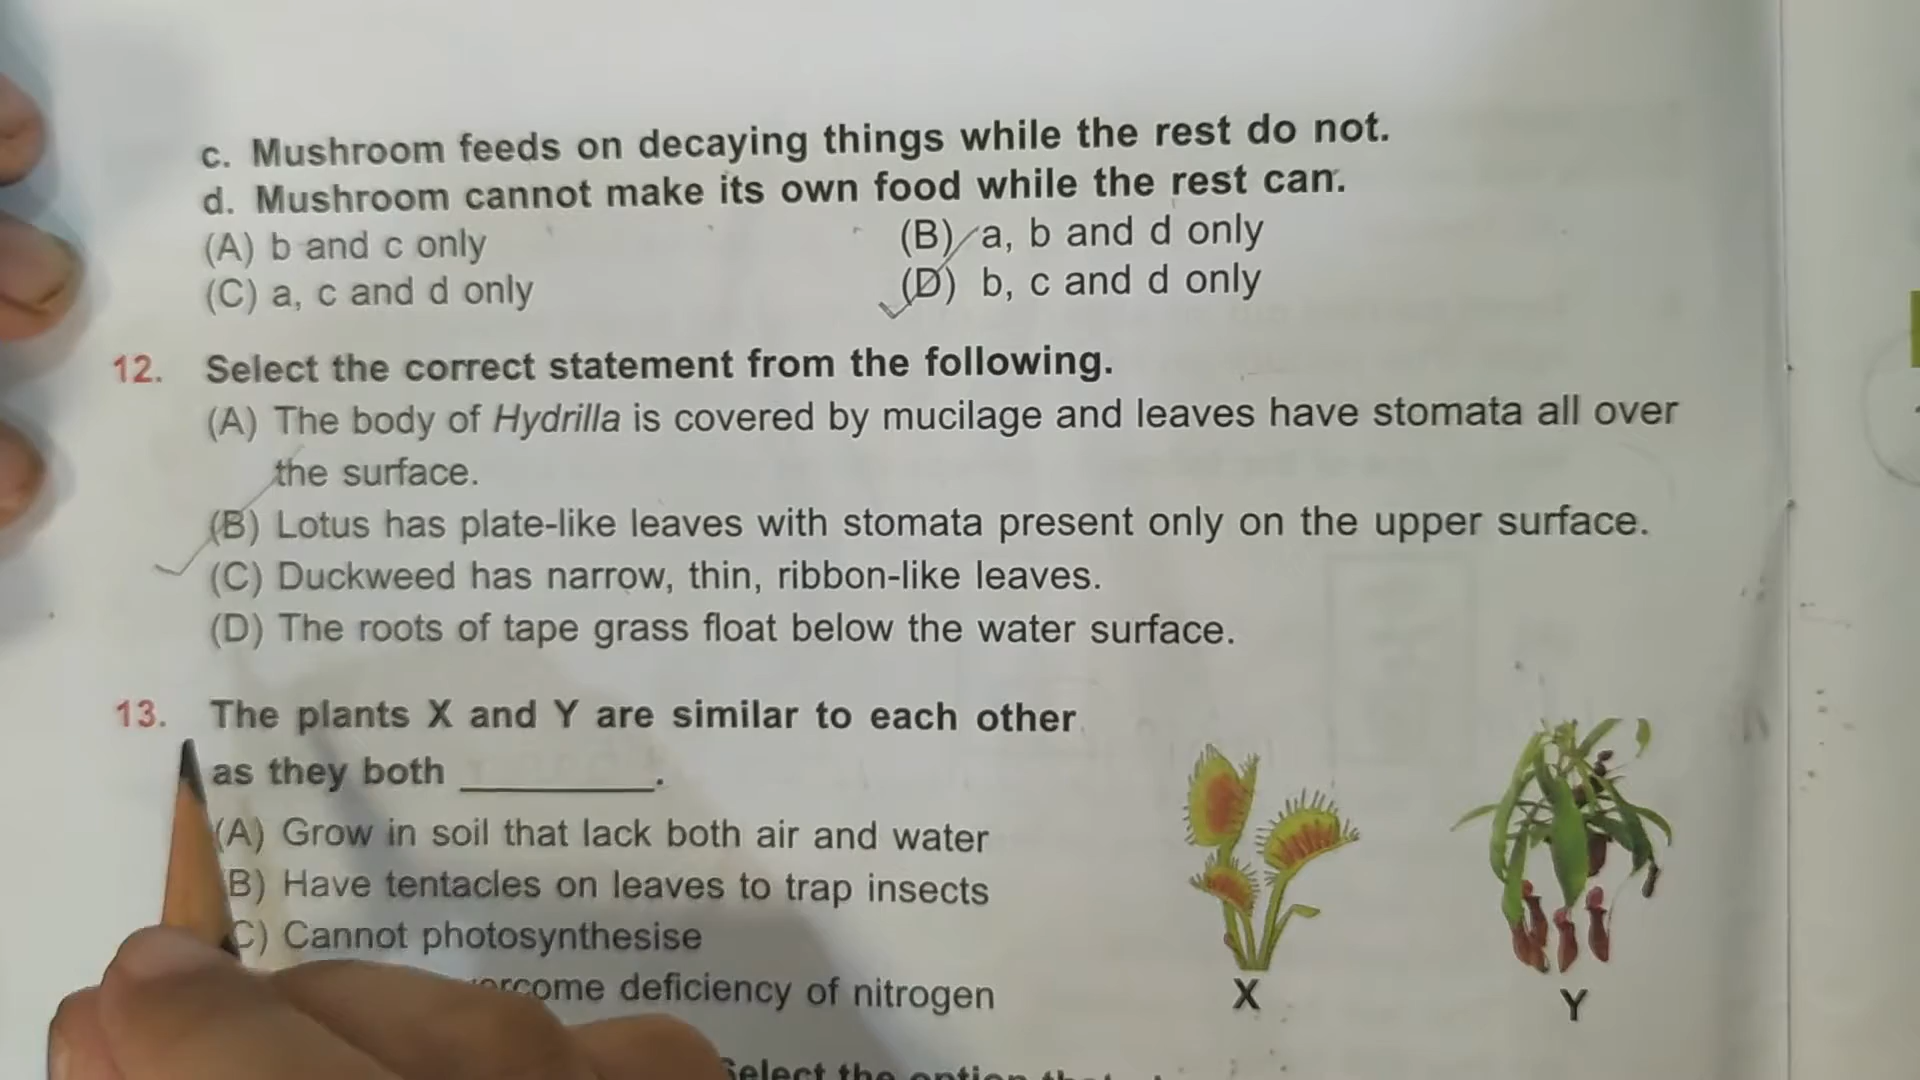 c. Mushroom feeds on decaying things while the rest do not.
d. Mushroom cannot make its own food while the rest can.
(A) b and c only
(B) a, b and d only
(C) a, c and d only
(D) b, c and d only
12. Select the correct statement from the following.
(A) The body of Hydrilla is covered by mucilage and leaves have stomata all over
the surface.
(B) Lotus has plate-like leaves with stomata present only on the upper surface.
(C) Duckweed has narrow, thin, ribbon-like leaves.
(D) The roots of tape grass float below the water surface.
13. The plants X and Y are similar to each other
as they both ________.
(A) Grow in soil that lack both air and water
B) Have tentacles on leaves to trap insects
C) Cannot photosynthesise
deficiency of nitrogen
X
Y
Select the option